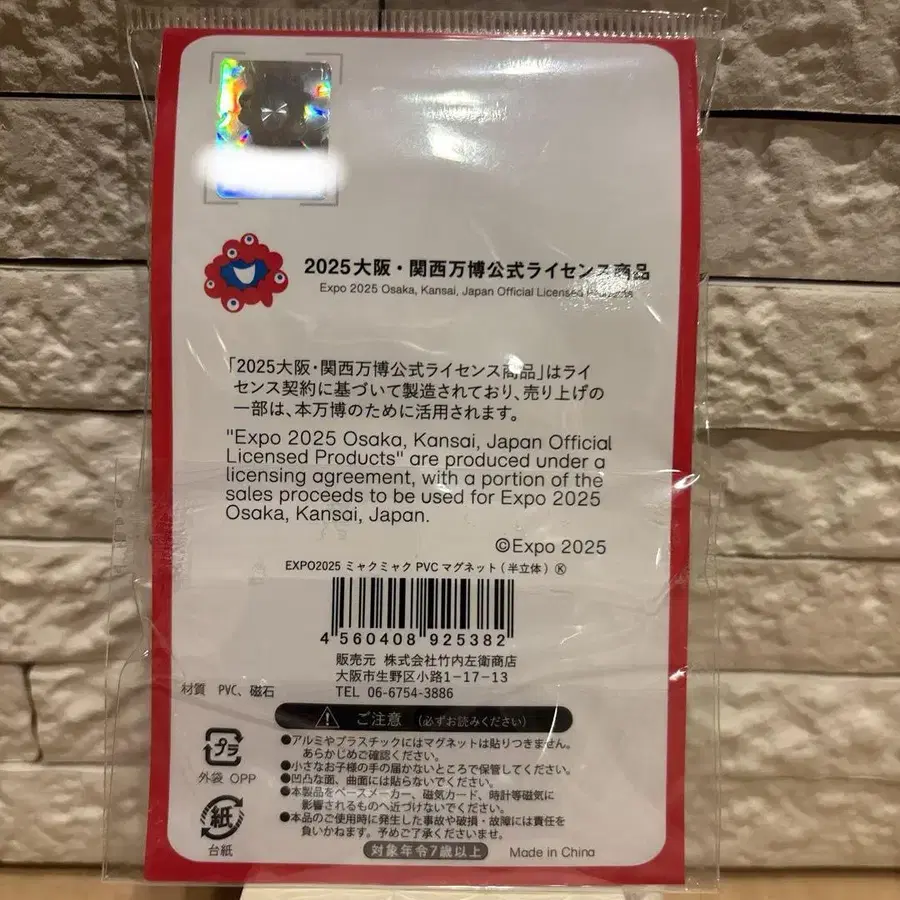 2025大阪・関西万博公式ライセンス商品
Expo 2025 Osaka, Kansai, Japan Official Licensed Products
「2025大阪・関西万博公式ライセンス商品」はライ
センス契約に基づいて製造されており、売り上げの
一部は、本万博のために活用されます。
"Expo 2025 Osaka, Kansai, Japan Official
Licensed Products" are produced under a
licensing agreement, with a portion of the
sales proceeds to be used for Expo 2025
Osaka, Kansai, Japan.
©Expo 2025
EXPO2025 ミャクミャク PVC マグネット(半立体) Ⓚ
4 560408 925382
販売元 株式会社竹内左衛商店
大阪市生野区小路1-17-13
TEL 06-6754-3886
材質 PVC、磁石
ご注意 (必ずお読みください)
●アルミやプラスチックにはマグネットは貼りつきません。
あらかじめご確認ください。
●小さなお子様の手の届かないところで保管してください。
●凹凸な面、曲面には貼らないでください。
●本製品をペースメーカー、磁気カード、時計等磁気に
影響されるものへ近づけないでください。
●本品のご使用時に発生した事故や破損・故障には責任を
負いかねます。予めご了承くださいませ。
プラ
外袋 OPP
紙
台紙
対象年令7歳以上
Made in China